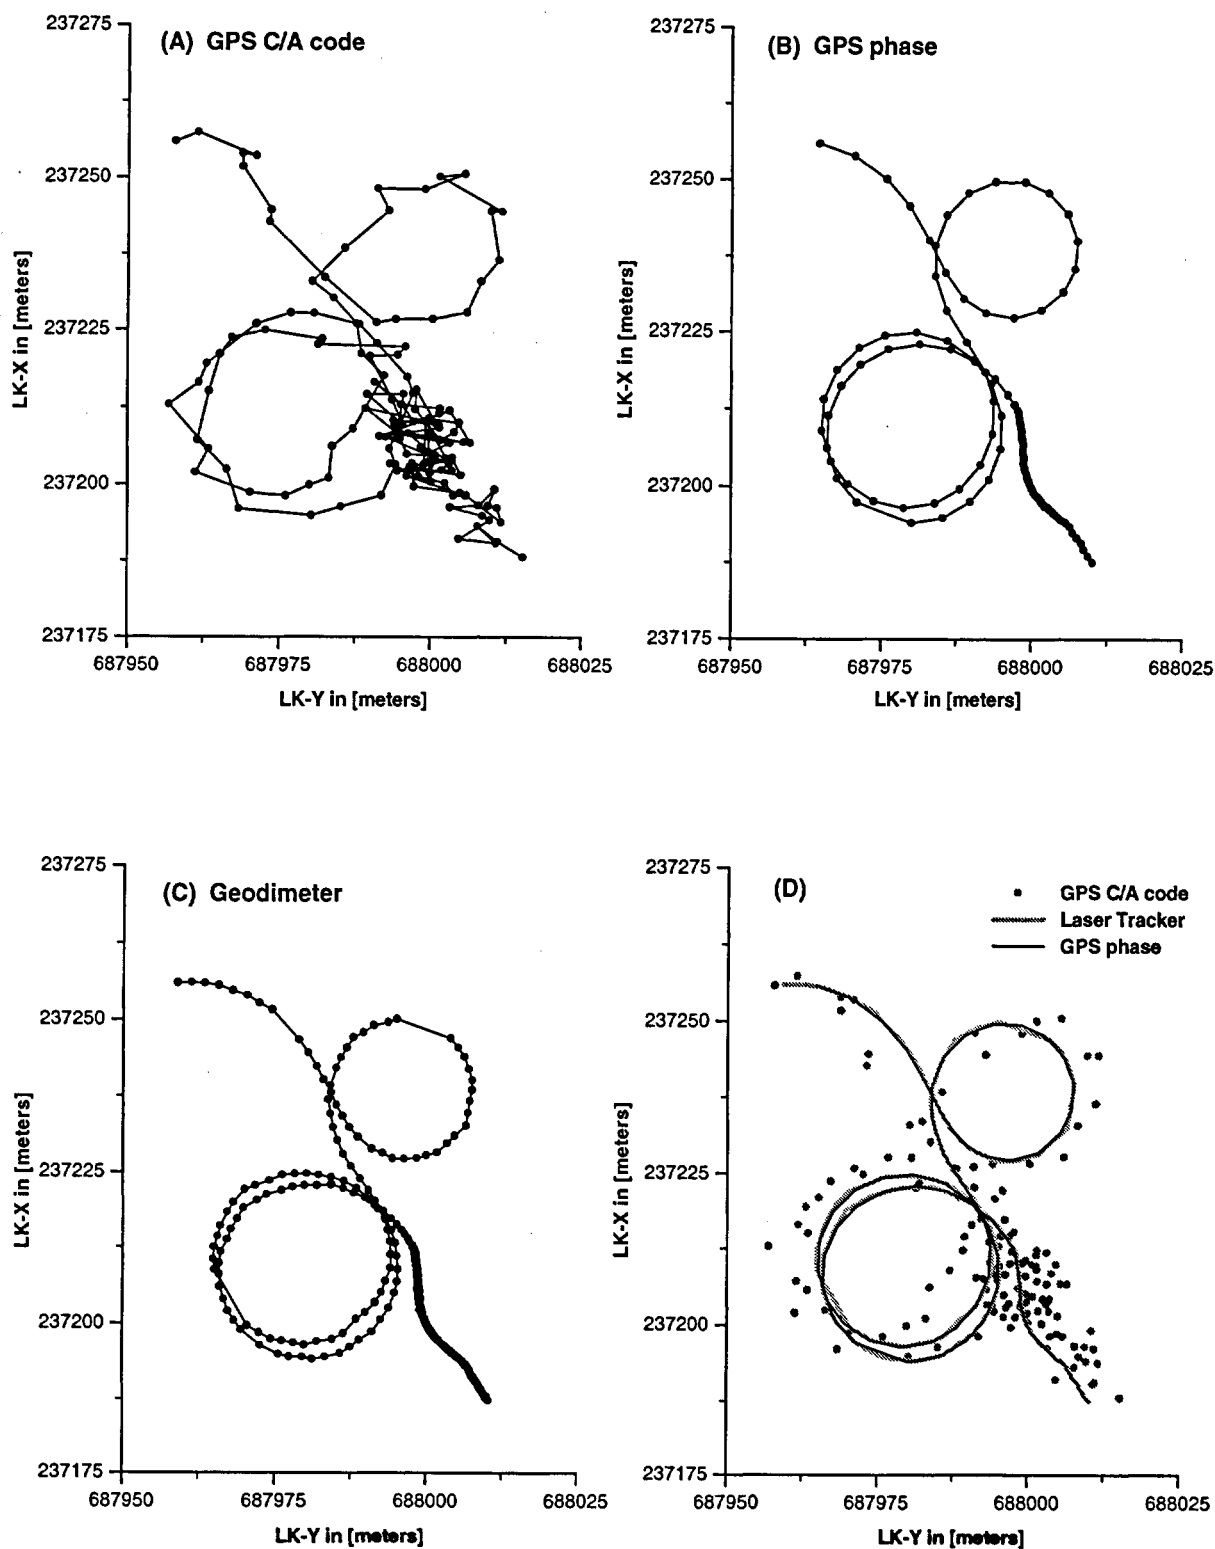 (A) GPS C/A code
237275
237250
237225
237200
237175
LK-X in [meters]
687950
687975
688000
688025
LK-Y in [meters]
(B) GPS phase
237275
237250
237225
237200
237175
LK-X in [meters]
687950
687975
688000
688025
LK-Y in [meters]
(C) Geodimeter
237275
237250
237225
237200
237175
LK-X in [meters]
687950
687975
688000
688025
LK-Y in [meters]
(D)
GPS C/A code
Laser Tracker
GPS phase
237275
237250
237225
237200
237175
LK-X in [meters]
687950
687975
688000
688025
LK-Y in [meters]